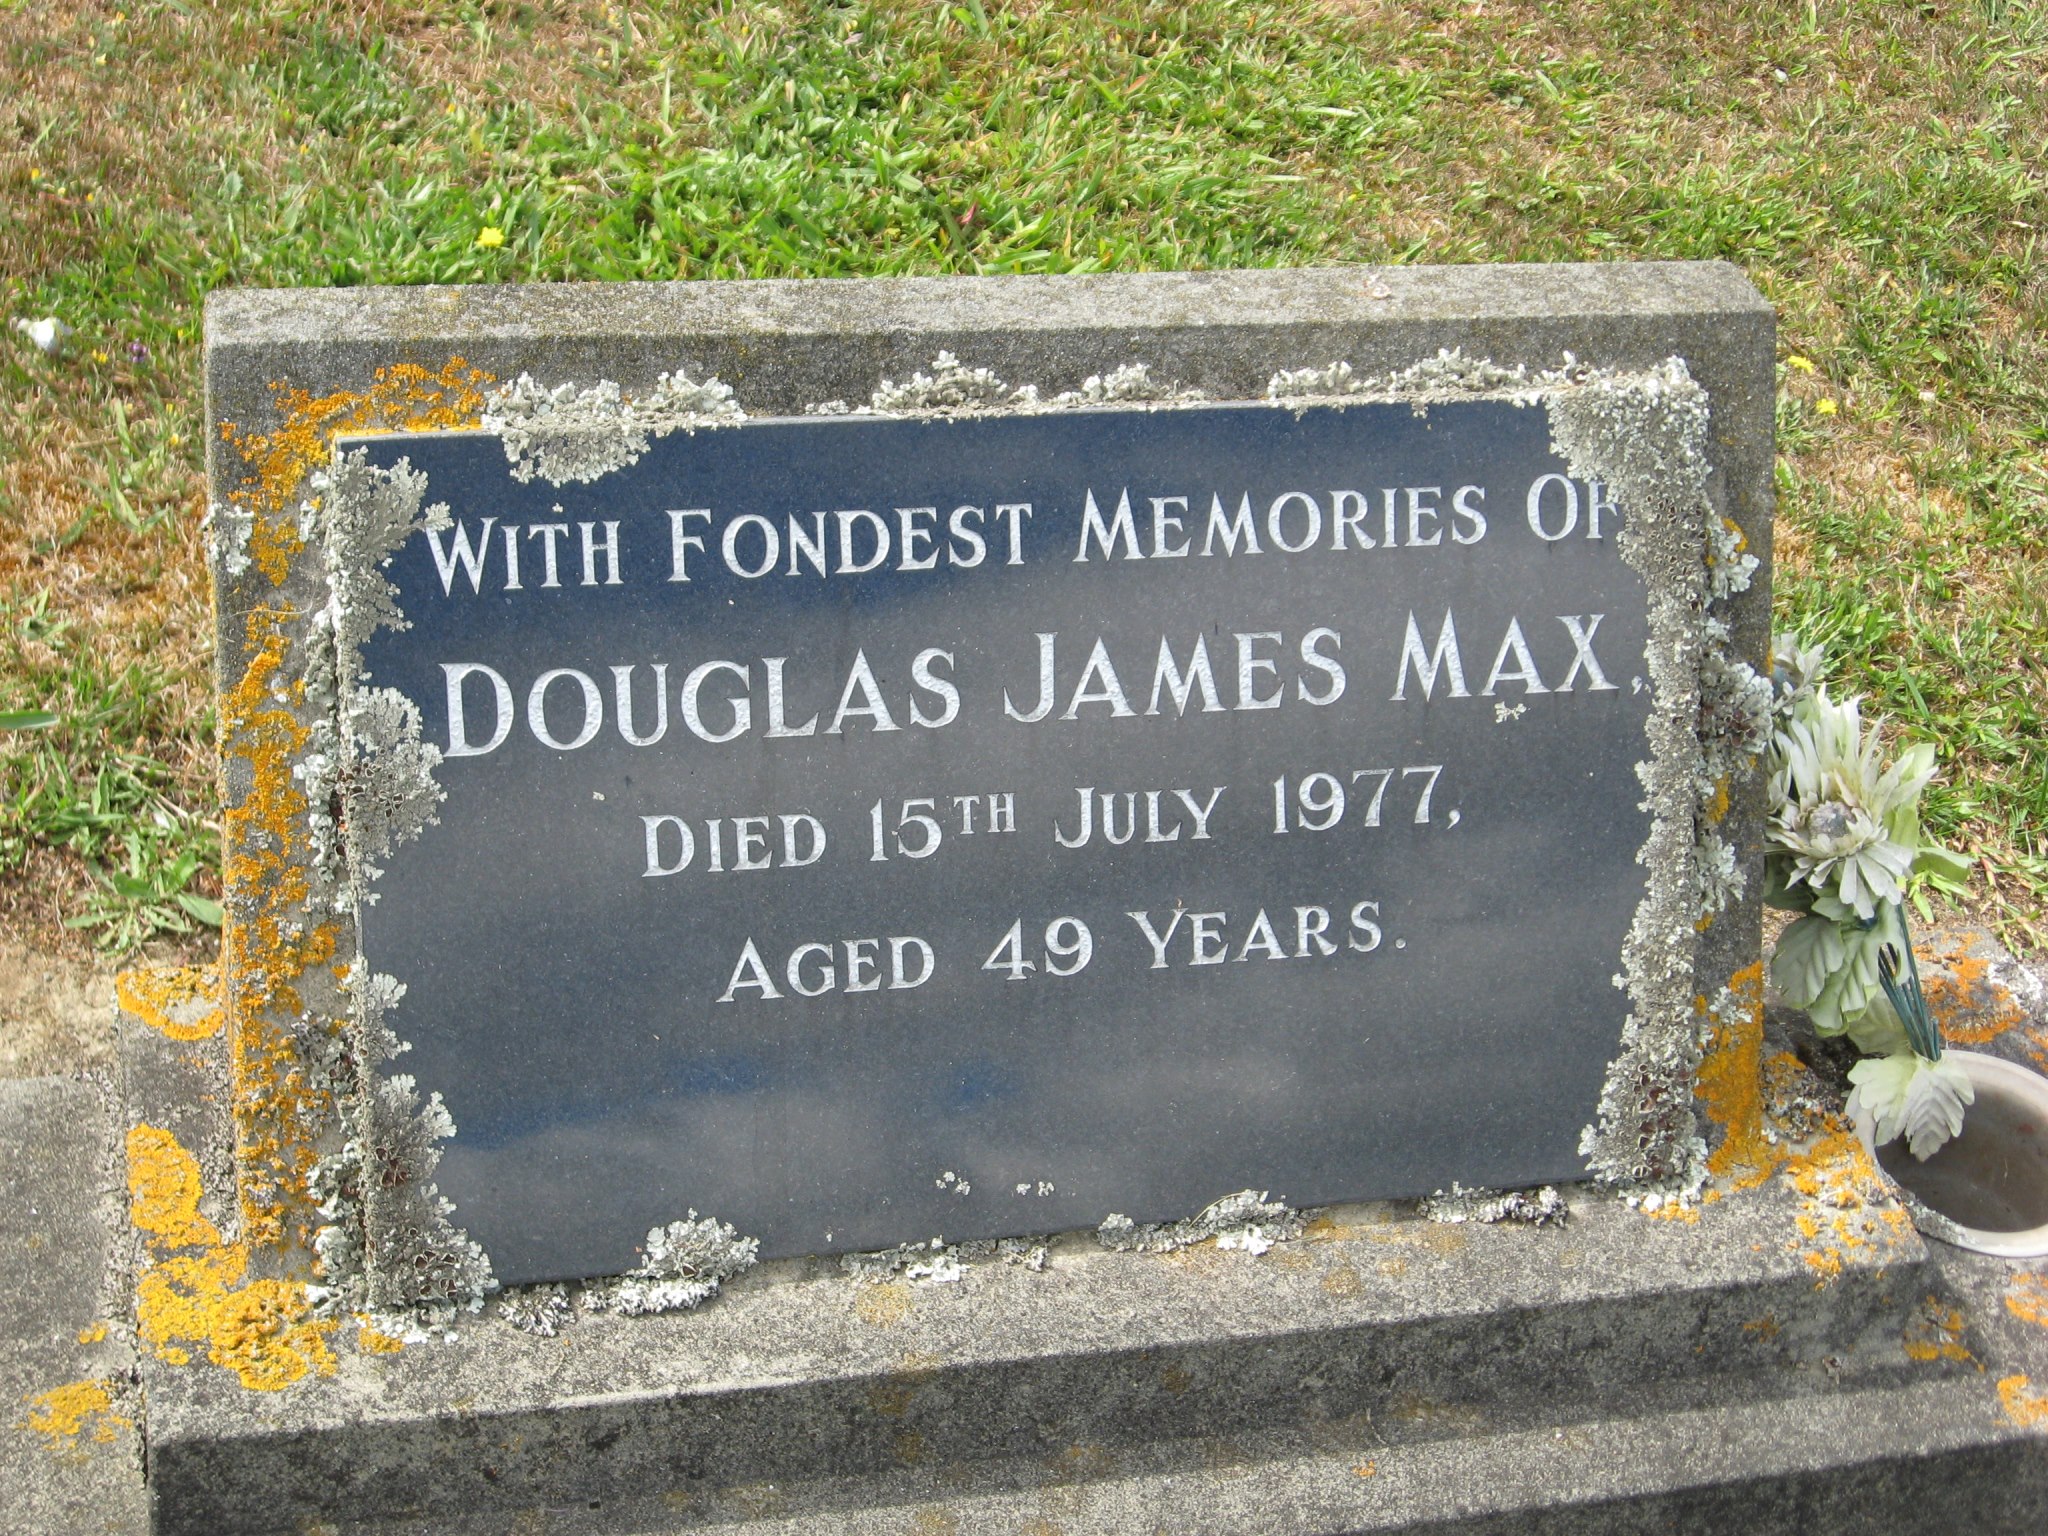 WITH FONDEST MEMORIES OF
DOUGLAS JAMES MAX,
DIED 15TH JULY 1977,
AGED 49 YEARS.